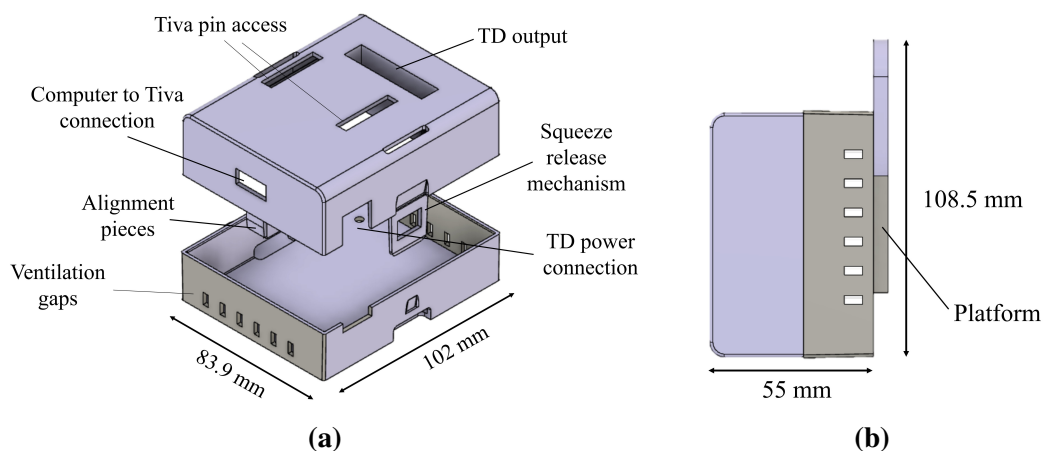 Tiva pin access
TD output
Computer to Tiva
connection
Squeeze
release
mechanism
Alignment
pieces
TD power
connection
Ventilation
gaps
83.9 mm
102 mm
(a)
108.5 mm
Platform
55 mm
(b)